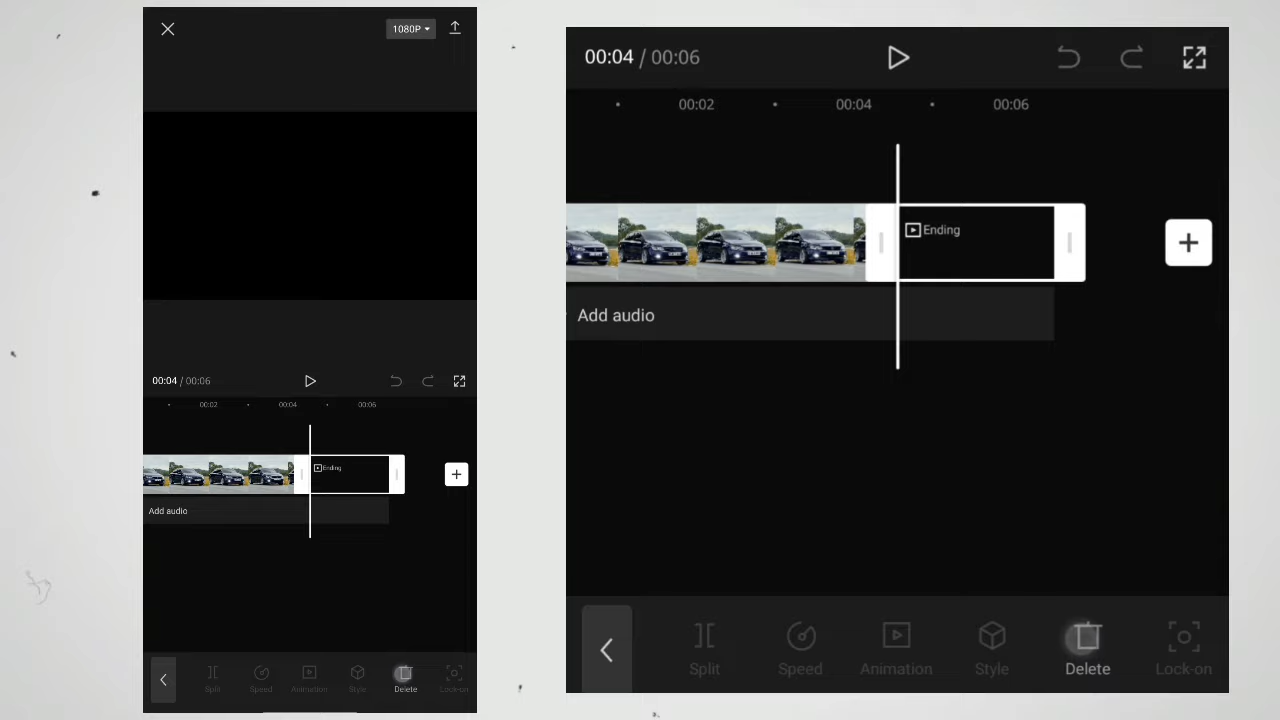 1080P
00:04 / 00:06
00:02
00:04
00:06
Ending
Add audio
Split
Speed
Animation
Style
Delete
Lock-on
00:04 / 00:06
00:02
00:04
00:06
Ending
Add audio
Split
Speed
Animation
Style
Delete
Lock-on